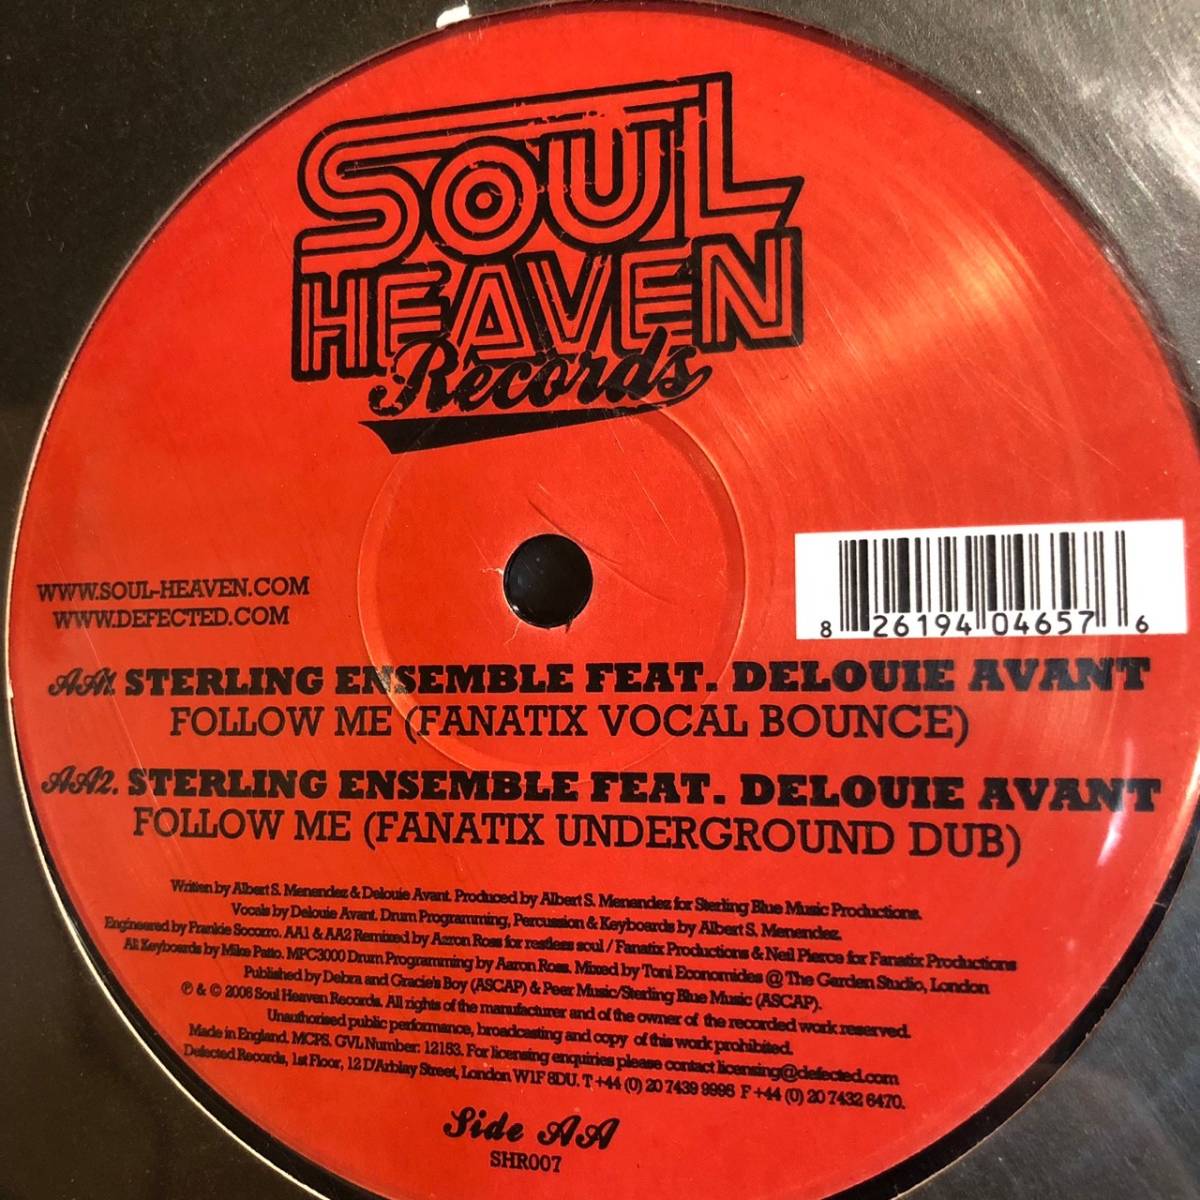 SOUL
HEAVEN
Records
WWW.SOUL-HEAVEN.COM
WWW.DEFECTED.COM
8 26194 04657 6
AA1. STERLING ENSEMBLE FEAT. DELOUIE AVANT
FOLLOW ME (FANATIX VOCAL BOUNCE)
AA2. STERLING ENSEMBLE FEAT. DELOUIE AVANT
FOLLOW ME (FANATIX UNDERGROUND DUB)
Written by Albert S. Menendez & Delouie Avant. Produced by Albert S. Menendez for Sterling Blue Music Productions.
Vocals by Delouie Avant. Drum Programming, Percussion & Keyboards by Albert S. Menendez.
Engineered by Frankie Socorro. AA1 & AA2 Remixed by Aaron Ross for restless soul / Fanatix Productions & Neil Pierce for Fanatix Productions
All Keyboards by Mike Patto. MPC3000 Drum Programming by Aaron Ross. Mixed by Toni Economides @ The Garden Studio, London
Published by Debra and Gracie's Boy (ASCAP) & Peer Music/Sterling Blue Music (ASCAP).
℗ & © 2006 Soul Heaven Records. All rights of the manufacturer and of the owner of the recorded work reserved.
Unauthorised public performance, broadcasting and copy of this work prohibited.
Made in England. MCPS. GVL Number: 12183. For licensing enquiries please contact licensing@defected.com
Defected Records, 1st Floor, 12 D'Arblay Street, London W1F 8DU. T +44 (0) 20 7439 9995 F +44 (0) 20 7432 6470.
Side AA
SHR007